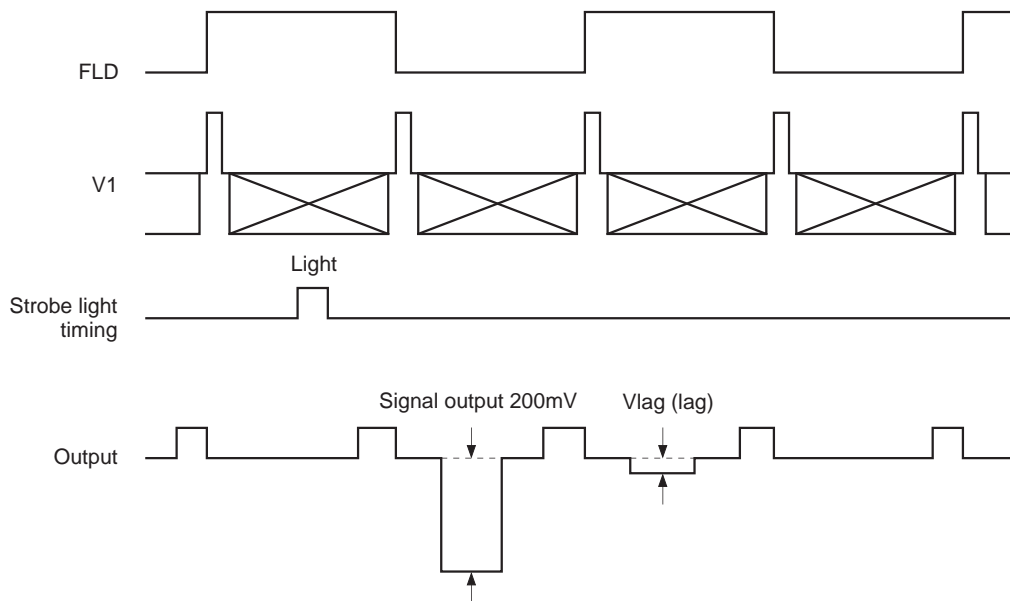 FLD
V1
Light
Strobe light
timing
Signal output 200mV
Vlag (lag)
Output